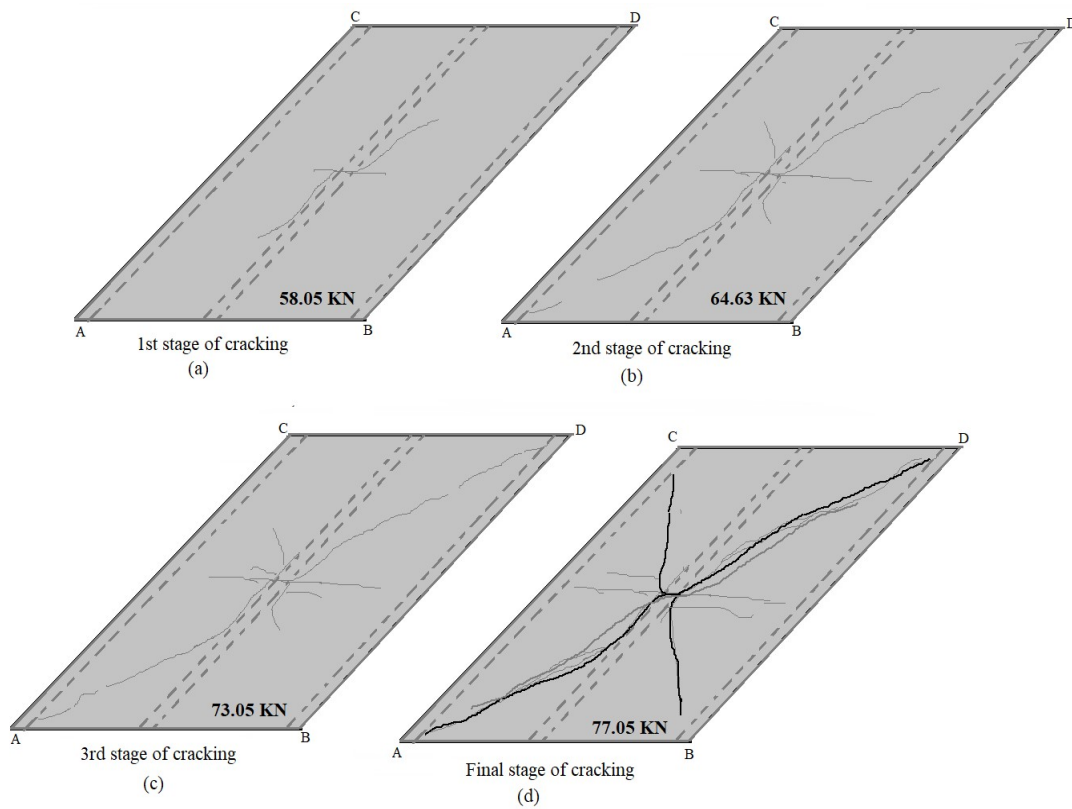 C D
58.05 KN
A B
1st stage of cracking
(a)
C D
64.63 KN
A B
2nd stage of cracking
(b)
C D
73.05 KN
A B
3rd stage of cracking
(c)
C D
77.05 KN
A B
Final stage of cracking
(d)